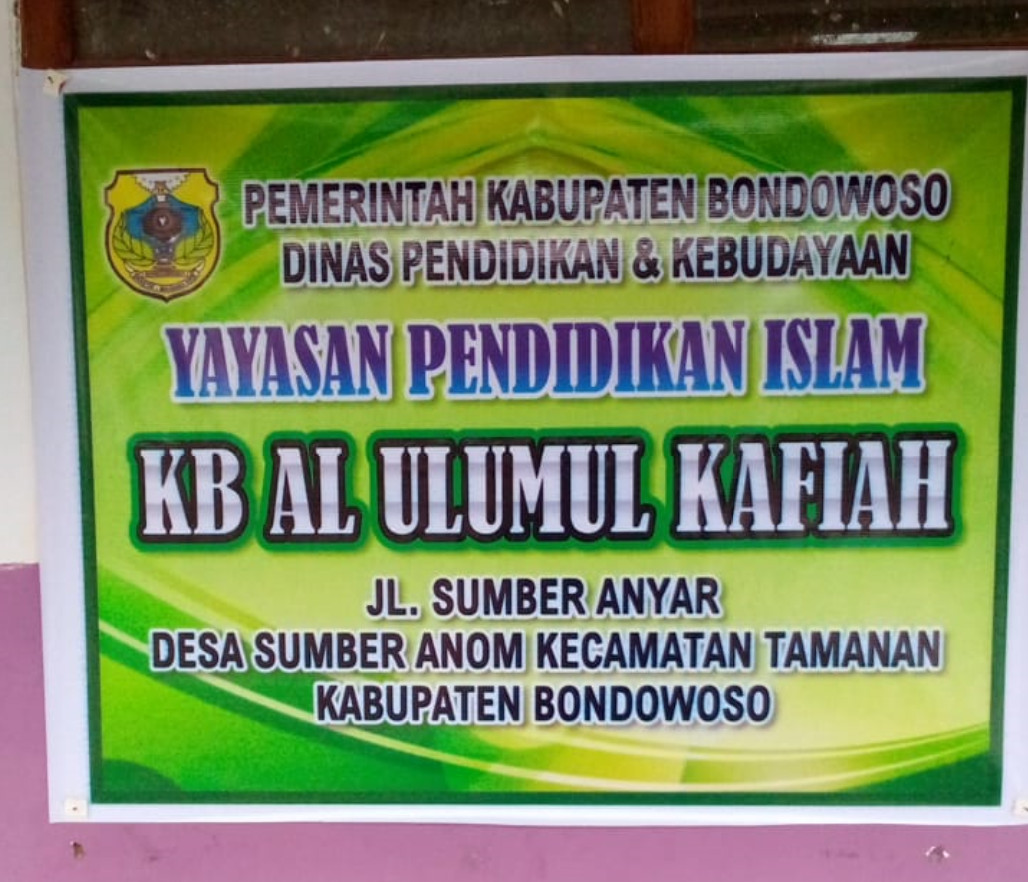 PEMERINTAH KABUPATEN BONDOWOSO
DINAS PENDIDIKAN & KEBUDAYAAN
YAYASAN PENDIDIKAN ISLAM
KB AL ULUMUL KAFIAH
JL. SUMBER ANYAR
DESA SUMBER ANOM KECAMATAN TAMANAN
KABUPATEN BONDOWOSO